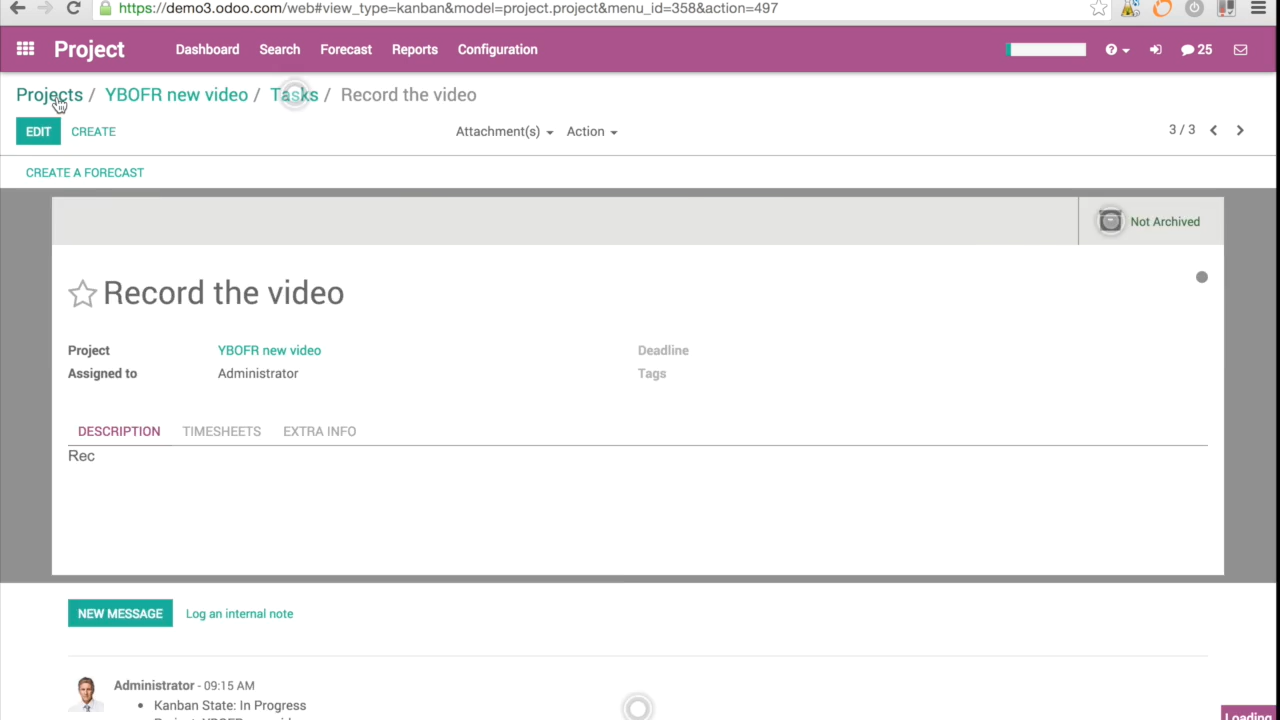 https://demo3.odoo.com/web#view_type=kanban&model=project.project&menu_id=358&action=497
Project Dashboard Search Forecast Reports Configuration 25
Projects / YBOFR new video / Tasks / Record the video
EDIT CREATE Attachment(s) Action 3 / 3
CREATE A FORECAST
Not Archived
Record the video
Project YBOFR new video Deadline
Assigned to Administrator Tags
DESCRIPTION TIMESHEETS EXTRA INFO
Rec
NEW MESSAGE Log an internal note
Administrator - 09:15 AM
• Kanban State: In Progress
Loading